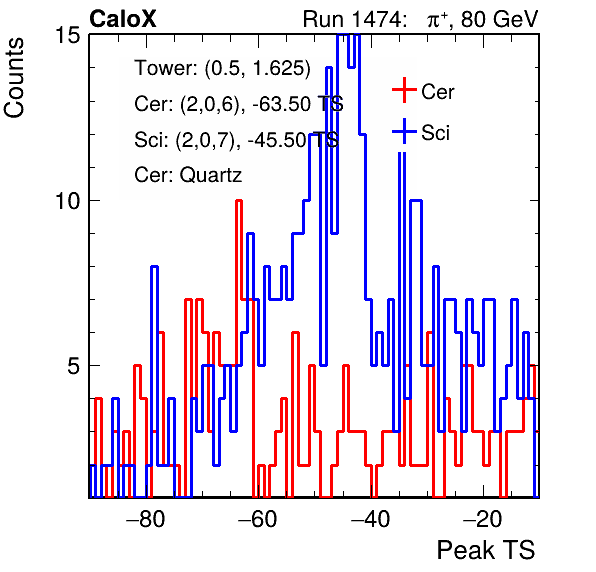 CaloX Run 1474: π+, 80 GeV
Counts
15
Tower: (0.5, 1.625)
Cer: (2,0,6), -63.50 TS
Sci: (2,0,7), -45.50 TS
Cer: Quartz
Cer
Sci
10
5
−80 −60 −40 −20
Peak TS